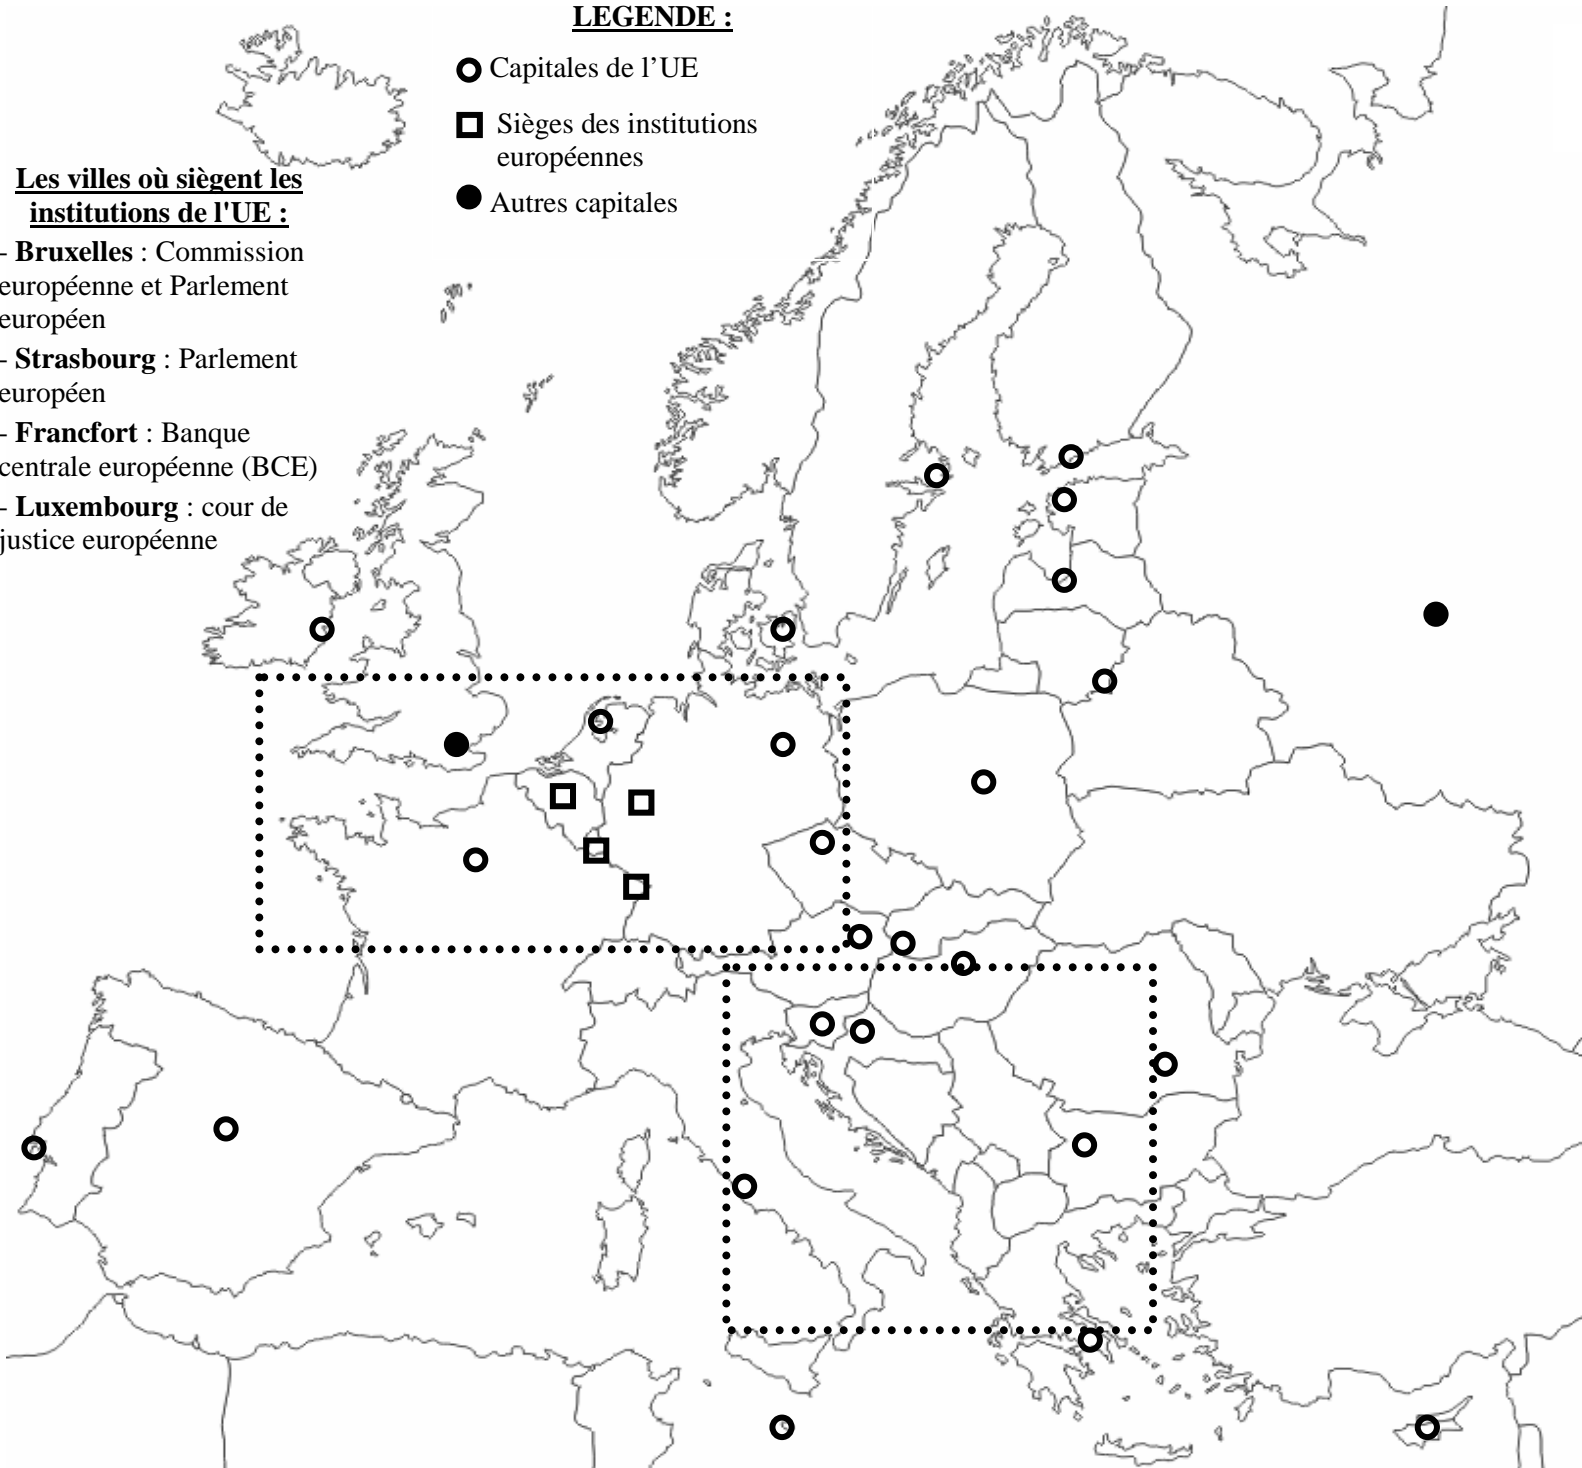 LEGENDE :
Capitales de l’UE
Sièges des institutions
européennes
Autres capitales
Les villes où siègent les
institutions de l'UE :
- Bruxelles : Commission
européenne et Parlement
européen
- Strasbourg : Parlement
européen
- Francfort : Banque
centrale européenne (BCE)
- Luxembourg : cour de
justice européenne